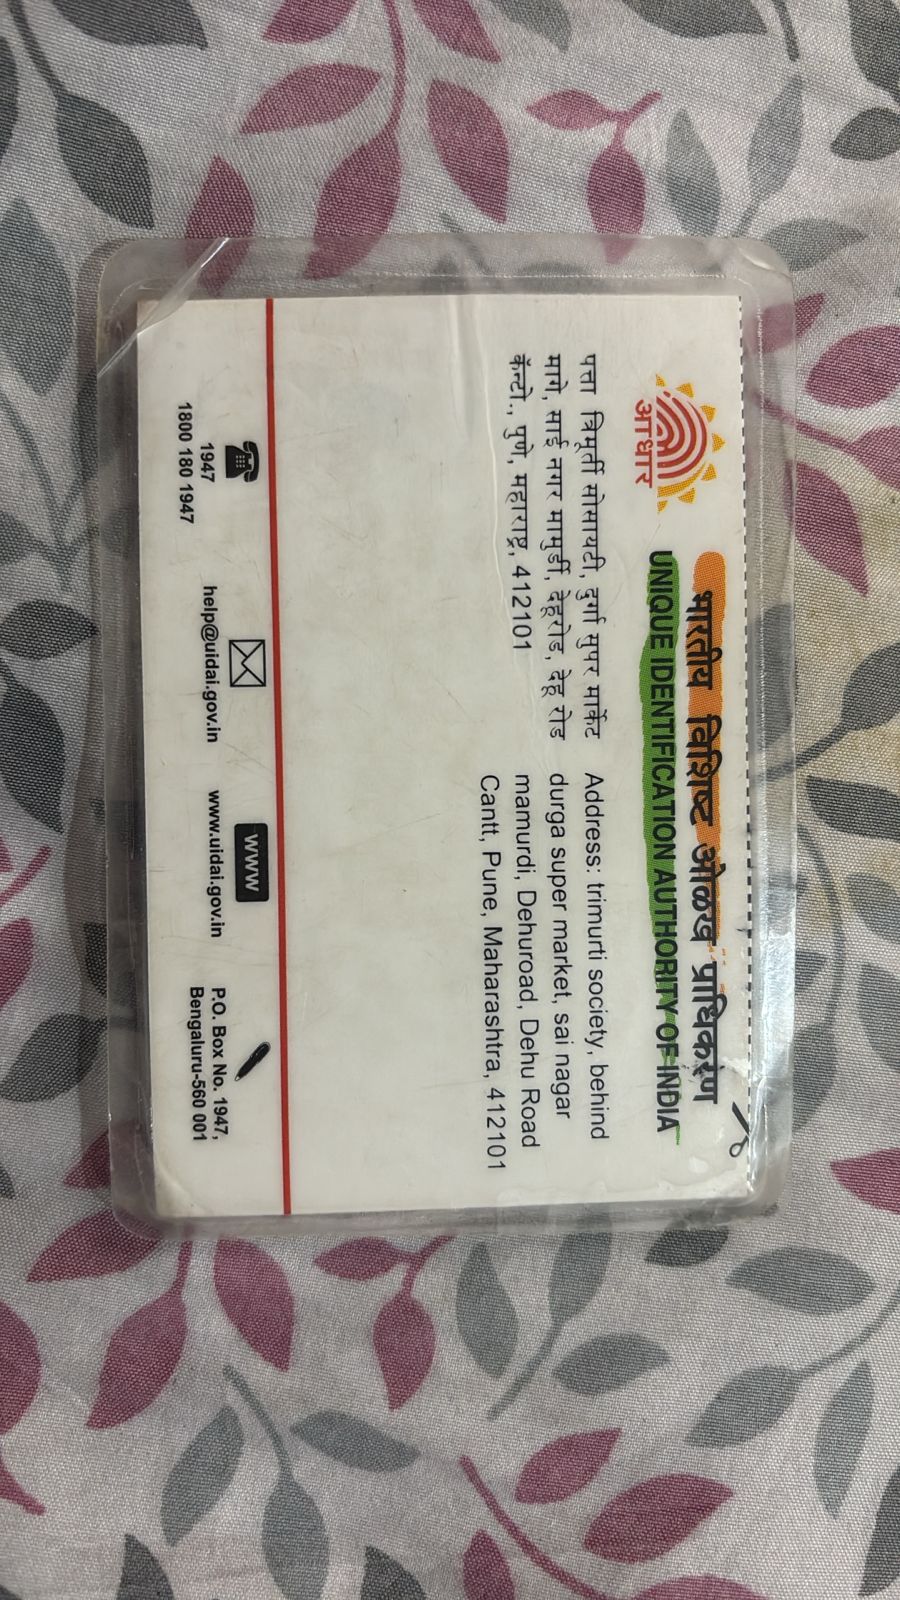 आधार
भारतीय विशिष्ट ओळख प्राधिकरण
UNIQUE IDENTIFICATION AUTHORITY OF INDIA
पत्ता त्रिमुर्ती सोसायटी, दुर्गा सुपर मार्केट
मागे, साई नगर मामुर्डी, देहूरोड, देहू रोड
कॅन्टो., पुणे, महाराष्ट्र, 412101
Address: trimurti society, behind
durga super market, sai nagar
mamurdi, Dehuroad, Dehu Road
Cantt, Pune, Maharashtra, 412101
1947
1800 180 1947
help@uidai.gov.in
www
www.uidai.gov.in
P.O. Box No. 1947,
Bengaluru-560 001